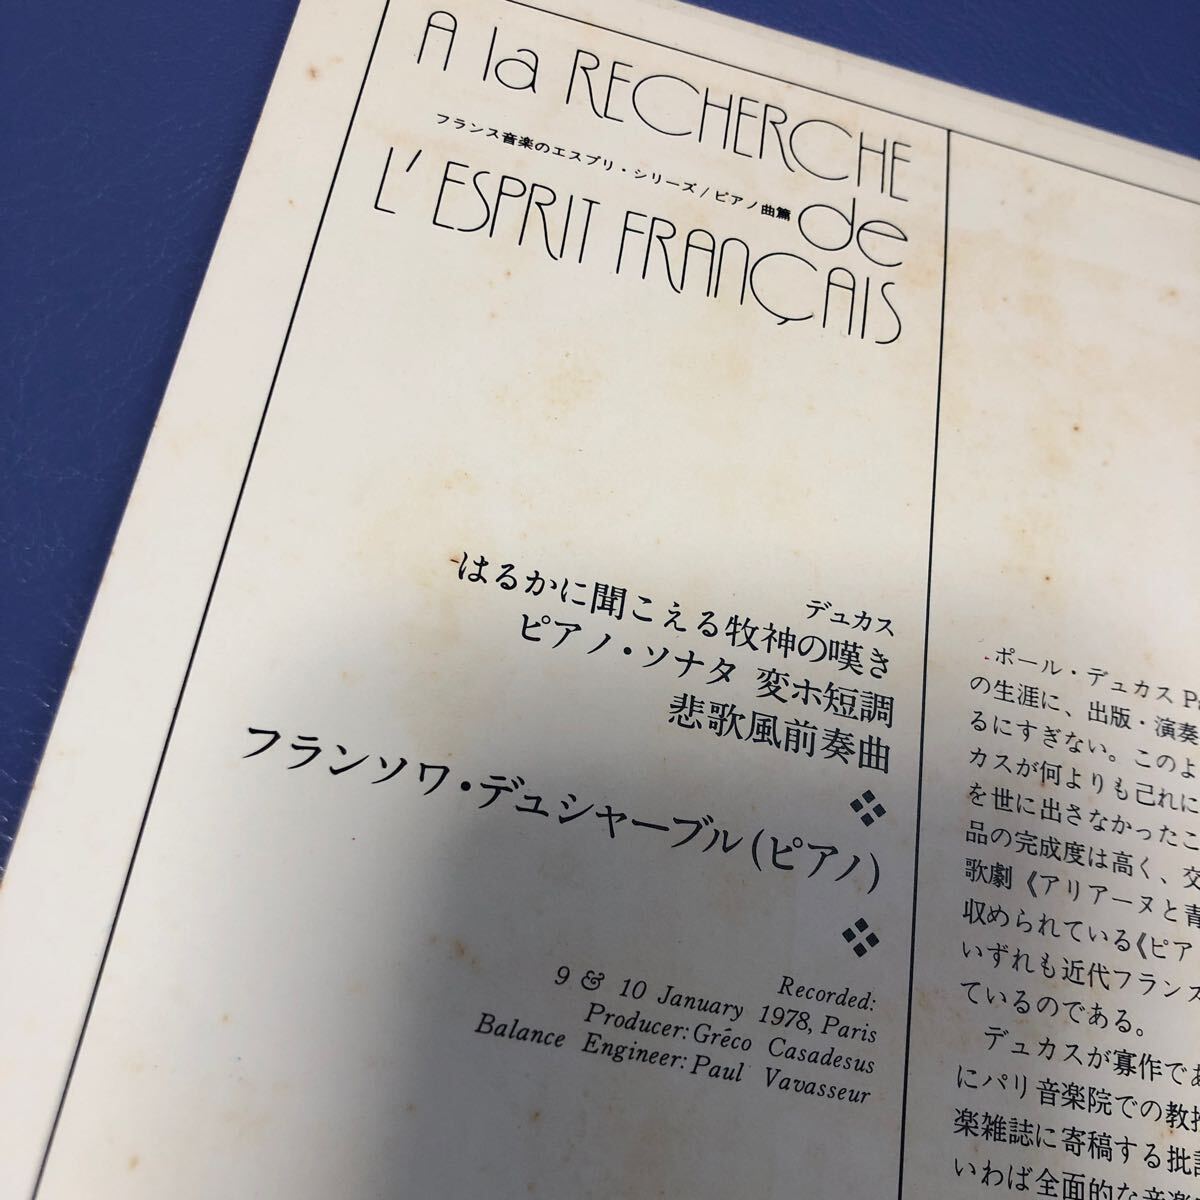 A la RECHERCHE de
フランス音楽のエスプリ・シリーズ/ピアノ曲篇
L'ESPRIT FRANÇAIS
デュカス
はるかに聞こえる牧神の嘆き
ピアノ・ソナタ 変ホ短調
悲歌風前奏曲
フランソワ・デュシャーブル(ピアノ)
Recorded:
9 & 10 January 1978, Paris
Producer: Gréco Casadesus
Balance Engineer: Paul Vavasseur
ポール・デュカス
の生涯に、出版・演奏
るにすぎない。このよ
カスが何よりも己れに
を世に出さなかったこ
品の完成度は高く、交
歌劇《アリアーヌと青
収められている《ピア
いずれも近代フランス
ているのである。
デュカスが寡作であ
にパリ音楽院での教授
楽雑誌に寄稿する批評
いわば全面的な音楽